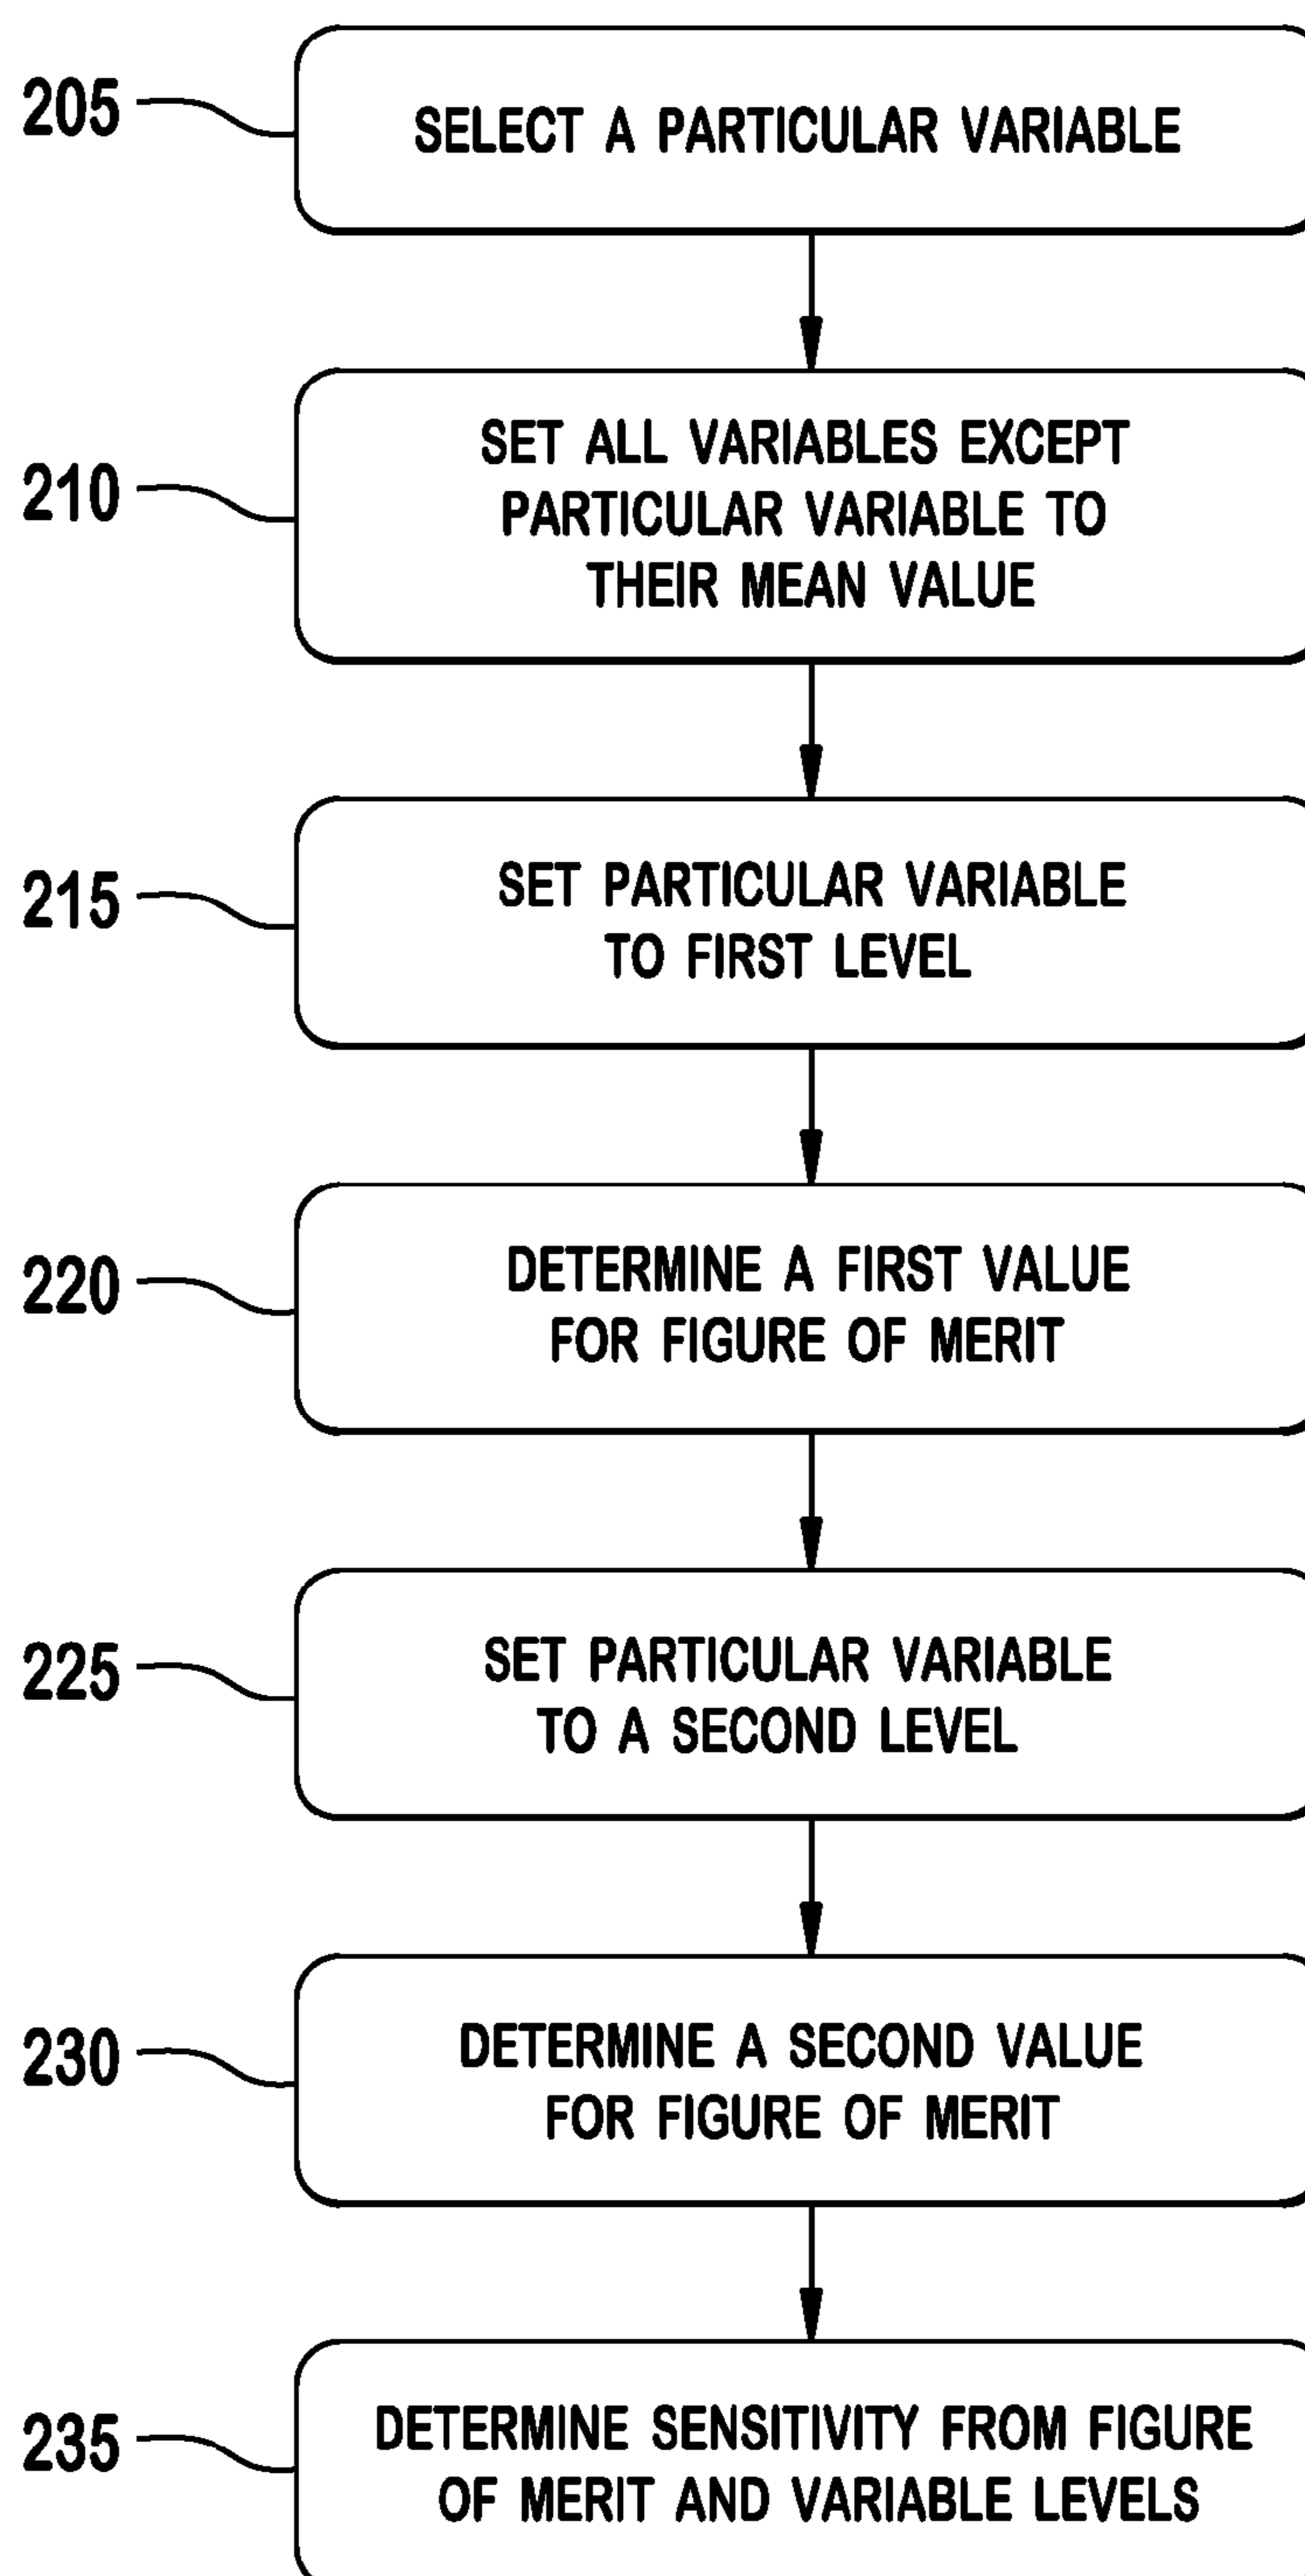 205
SELECT A PARTICULAR VARIABLE
210
SET ALL VARIABLES EXCEPT
PARTICULAR VARIABLE TO
THEIR MEAN VALUE
215
SET PARTICULAR VARIABLE
TO FIRST LEVEL
220
DETERMINE A FIRST VALUE
FOR FIGURE OF MERIT
225
SET PARTICULAR VARIABLE
TO A SECOND LEVEL
230
DETERMINE A SECOND VALUE
FOR FIGURE OF MERIT
235
DETERMINE SENSITIVITY FROM FIGURE
OF MERIT AND VARIABLE LEVELS